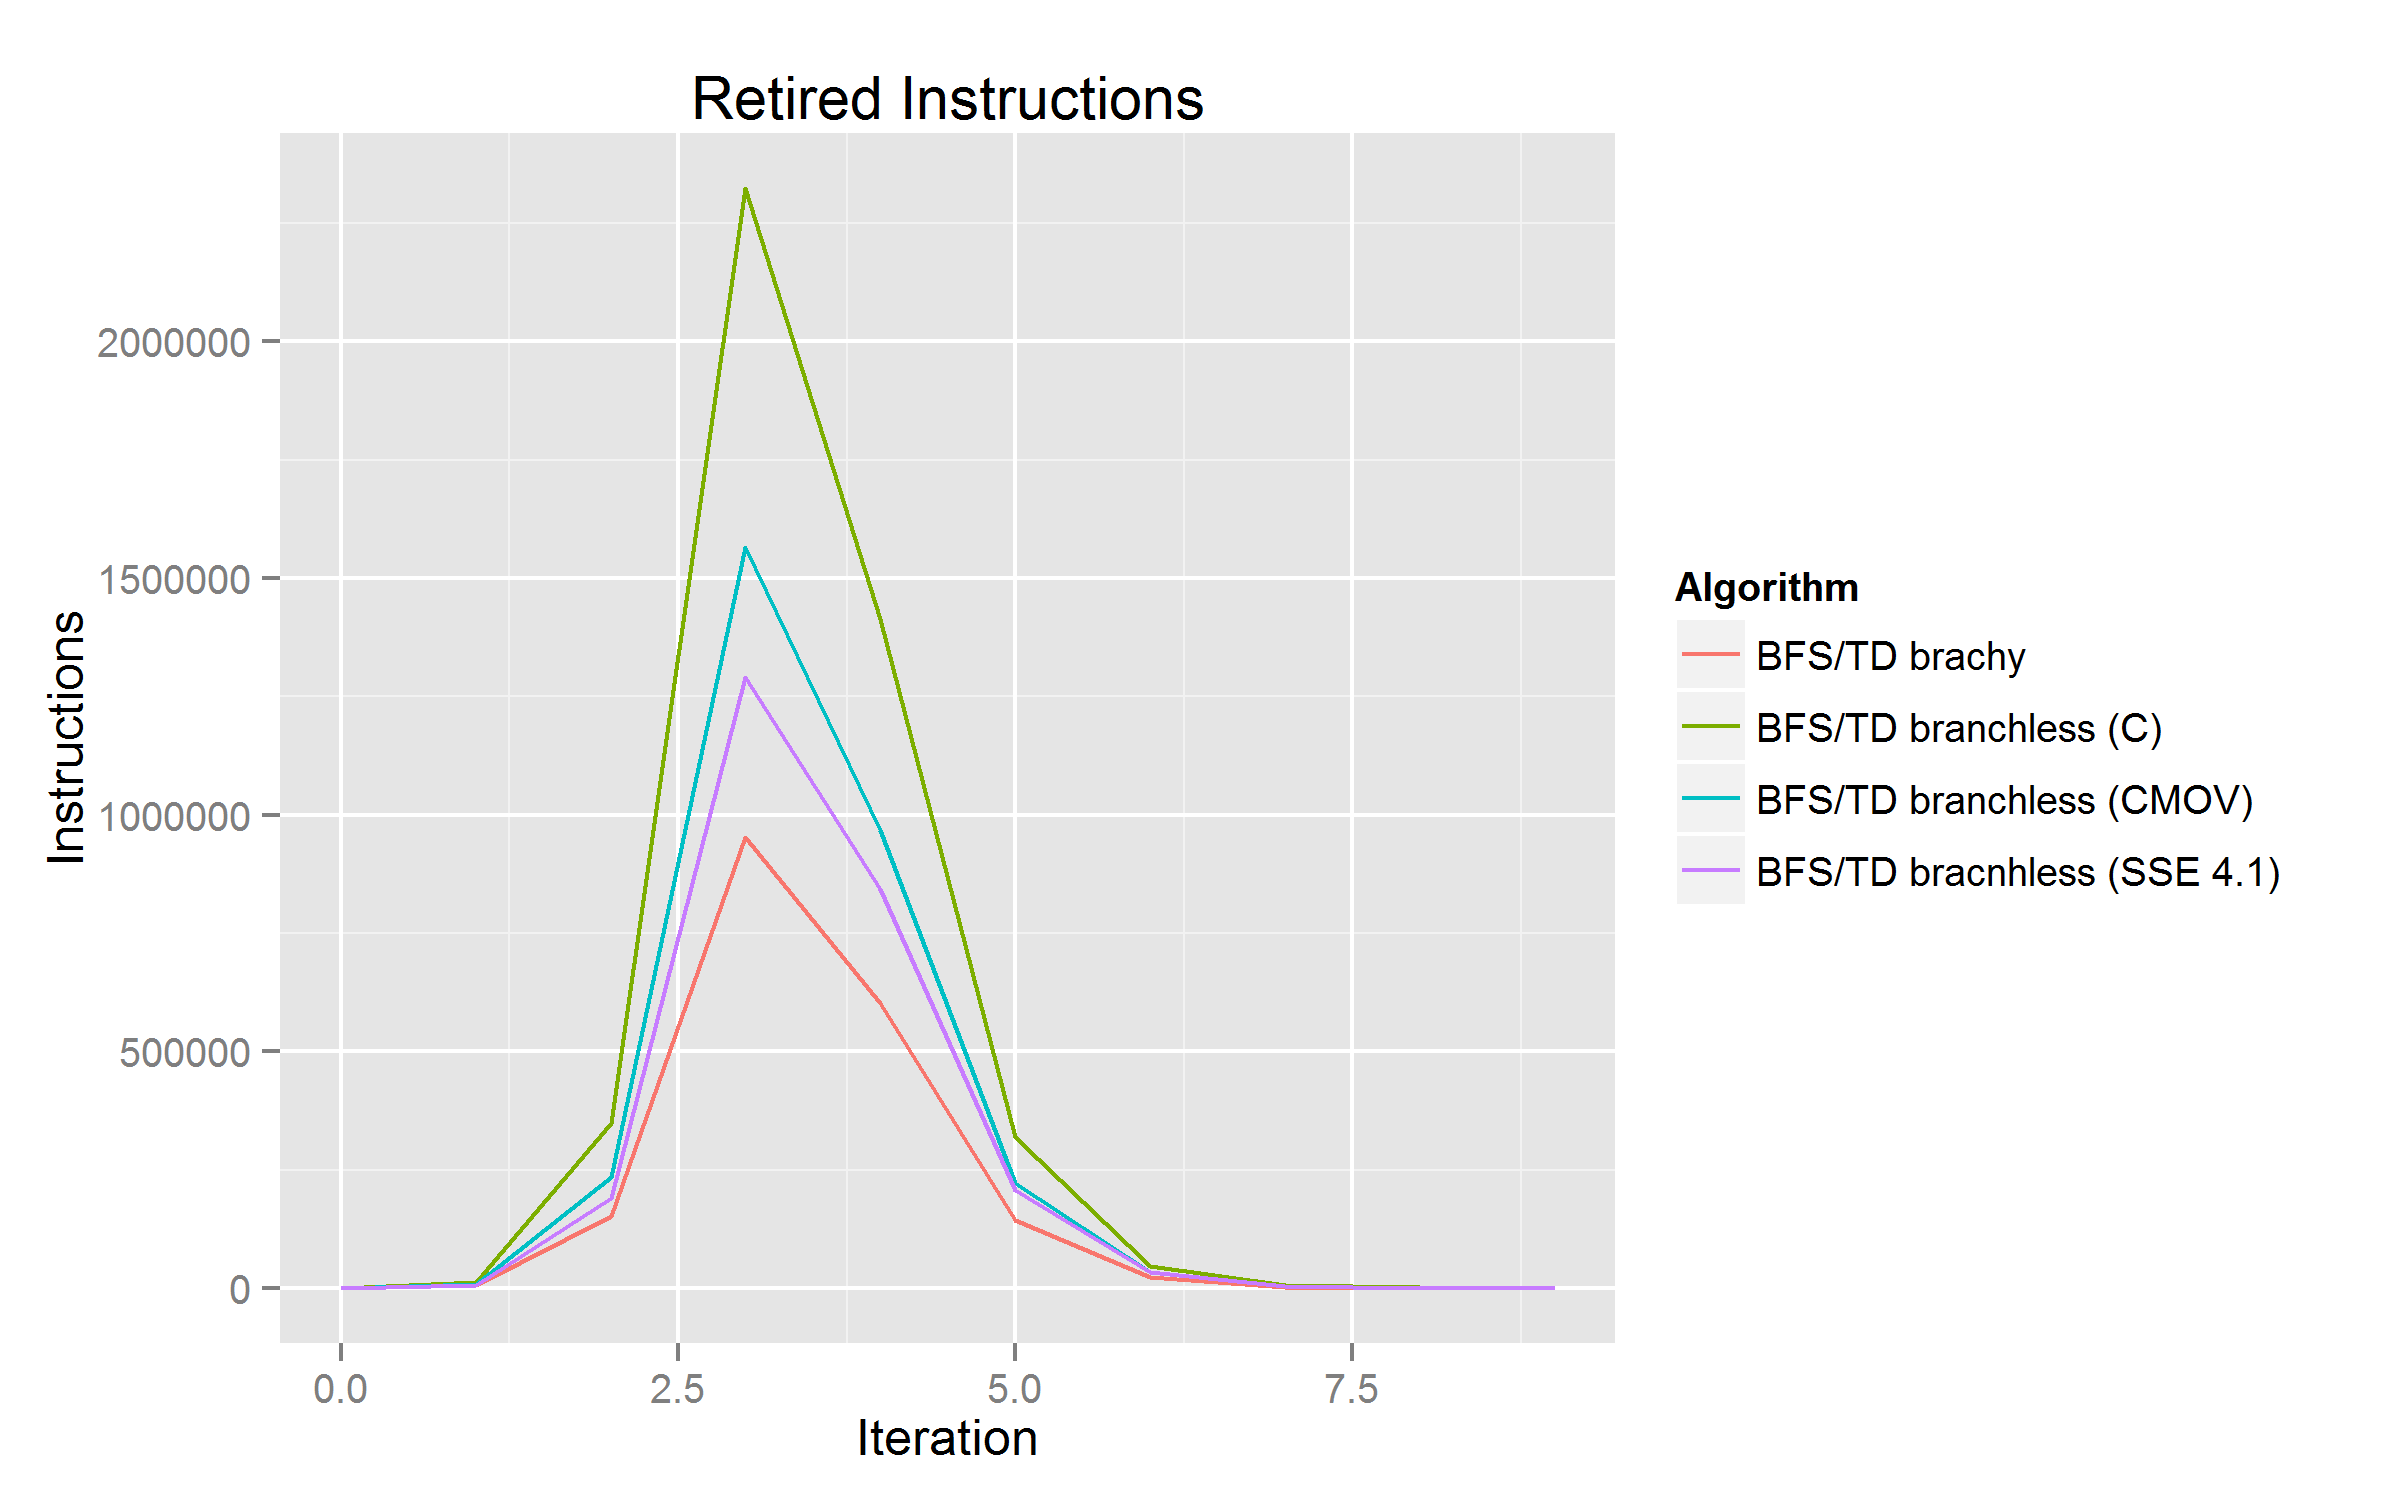 Retired Instructions
Instructions
2000000
1500000
1000000
500000
0
0.0 2.5 5.0 7.5
Iteration
Algorithm
BFS/TD brachy
BFS/TD branchless (C)
BFS/TD branchless (CMOV)
BFS/TD bracnhless (SSE 4.1)